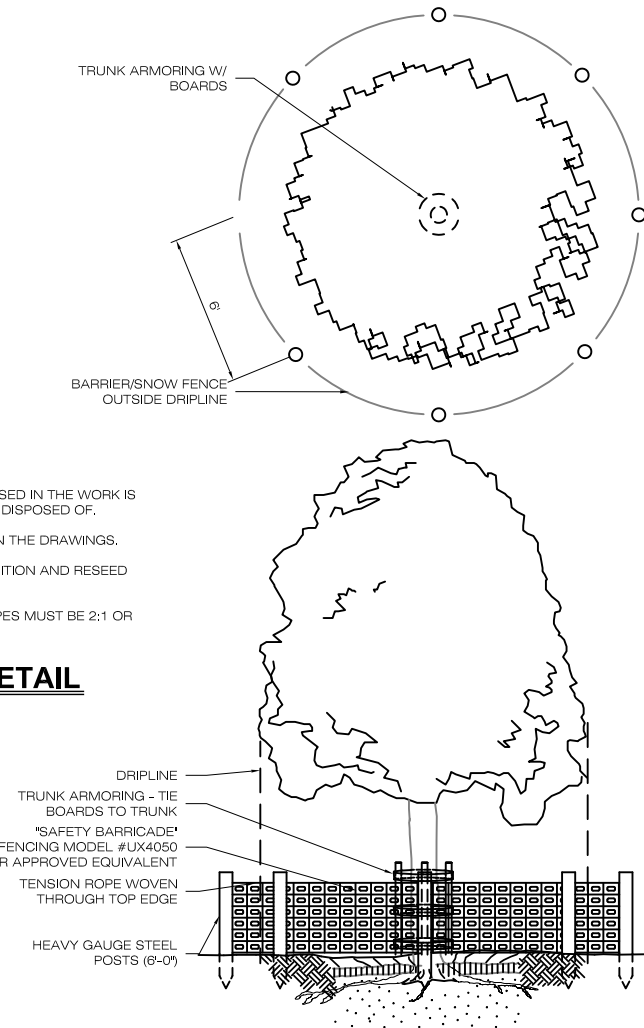 TRUNK ARMORING W/
BOARDS
6'
BARRIER/SNOW FENCE
OUTSIDE DRIPLINE
SED IN THE WORK IS
DISPOSED OF.
N THE DRAWINGS.
ITION AND RESEED
PES MUST BE 2:1 OR
ETAIL
DRIPLINE
TRUNK ARMORING - TIE
BOARDS TO TRUNK
"SAFETY BARRICADE"
FENCING MODEL #UX4050
R APPROVED EQUIVALENT
TENSION ROPE WOVEN
THROUGH TOP EDGE
HEAVY GAUGE STEEL
POSTS (6'-0")